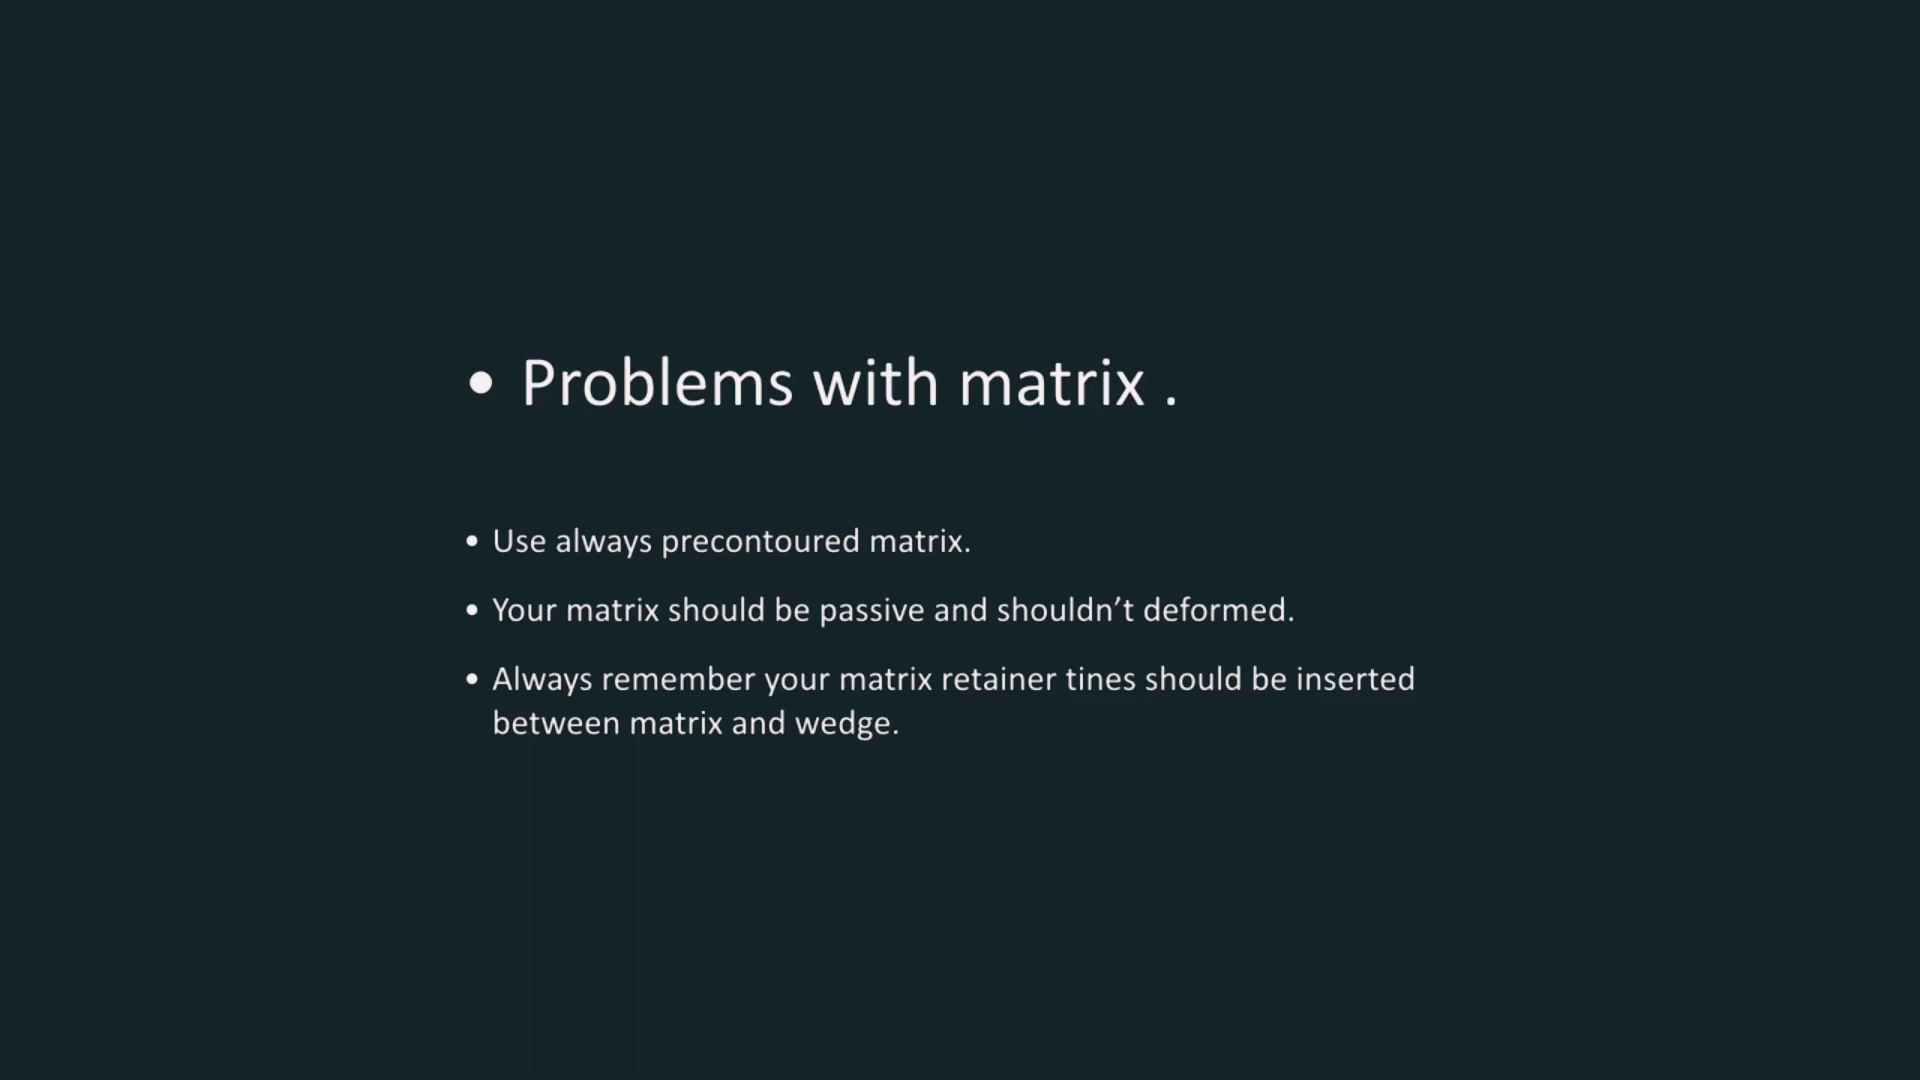 • Problems with matrix .
• Use always precontoured matrix.
• Your matrix should be passive and shouldn’t deformed.
• Always remember your matrix retainer tines should be inserted
between matrix and wedge.